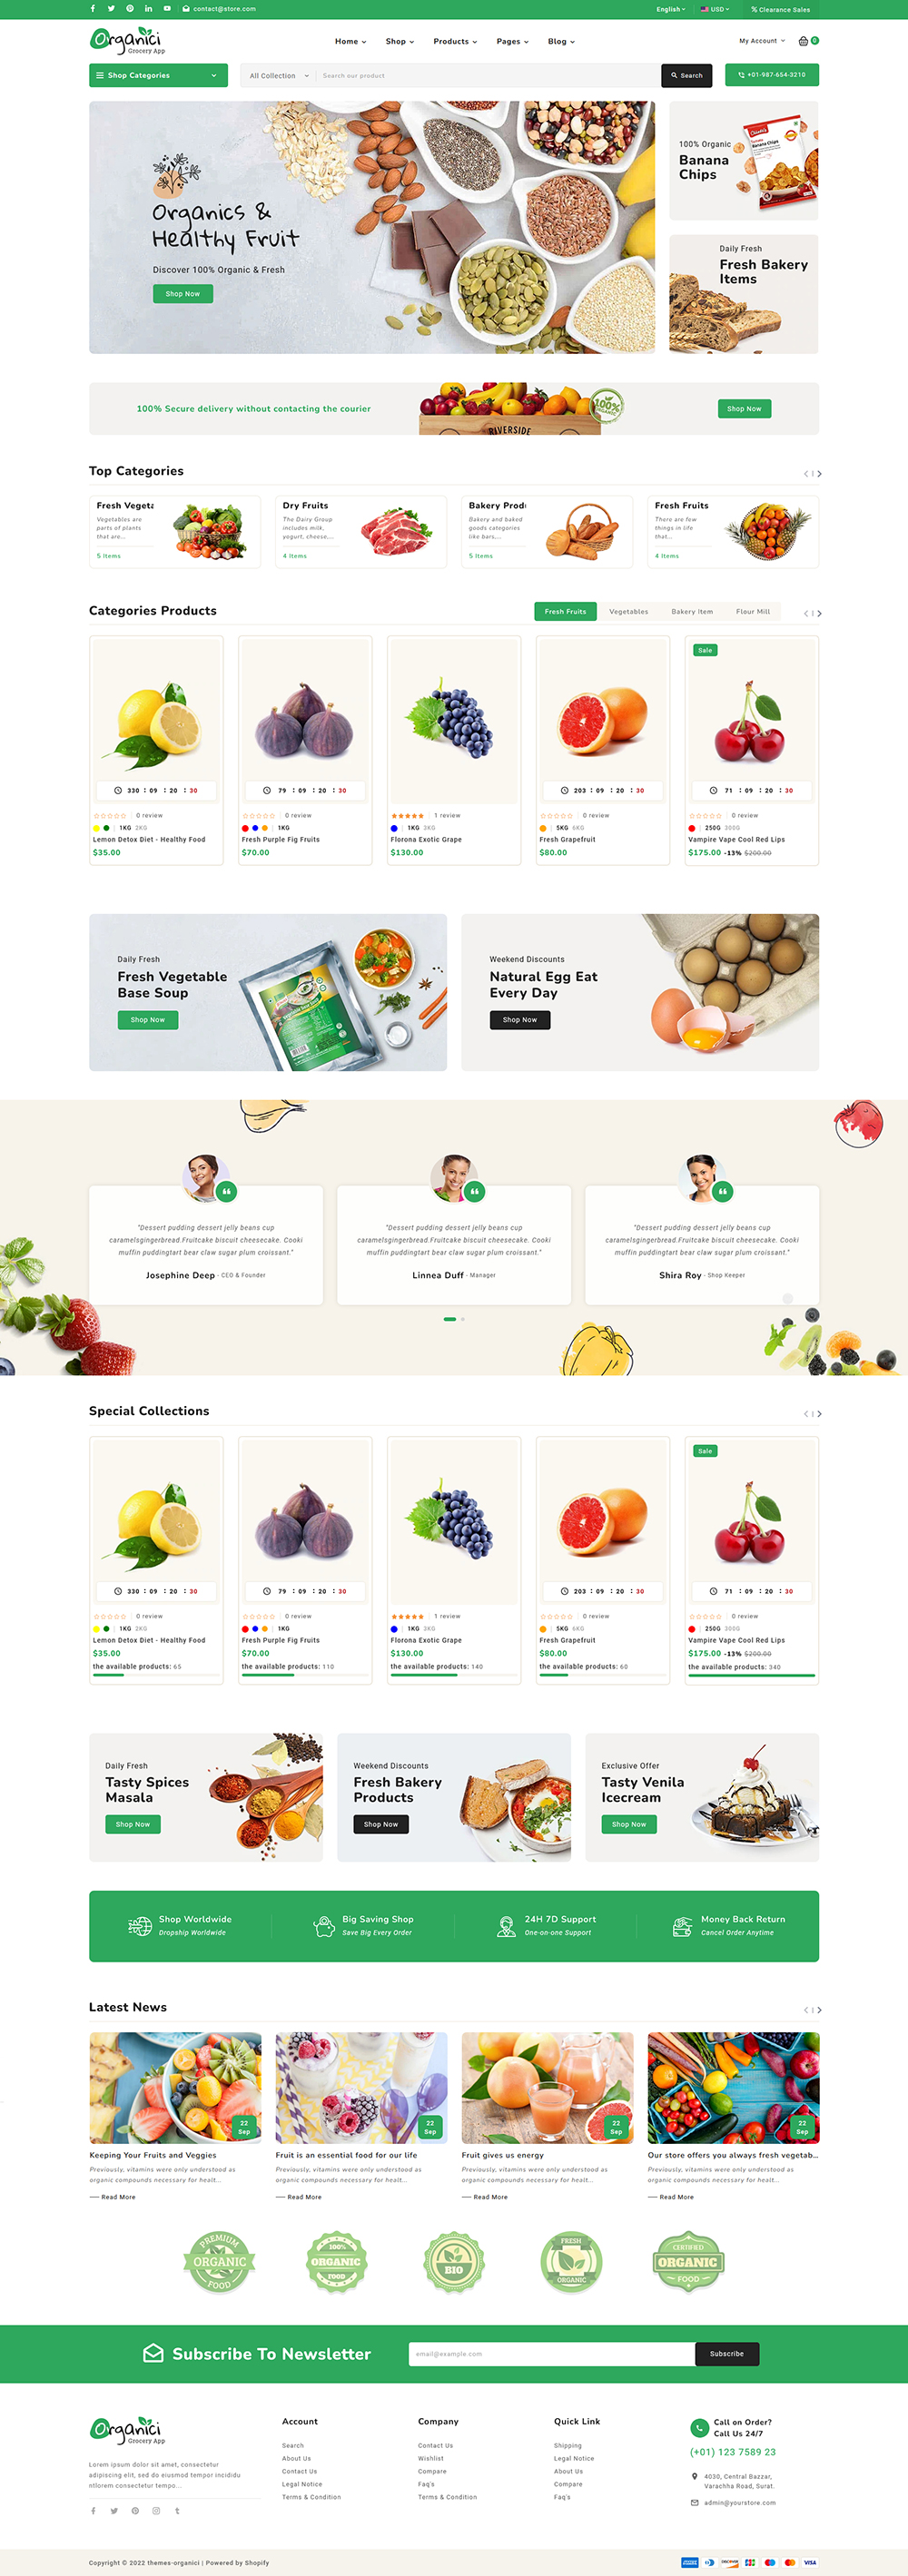 contact@store.com
English
USD
% Clearance Sales
Organici
Grocery App
Home
Shop
Products
Pages
Blog
My Account
0
Shop Categories
All Collection
Search our product
Search
+01-987-654-3210
Organics &
Healthy Fruit
Discover 100% Organic & Fresh
Shop Now
100% Organic
Banana
Chips
Banana Chips
Daily Fresh
Fresh Bakery
Items
100% Secure delivery without contacting the courier
RIVERSIDE
100%
Shop Now
Top Categories
Fresh Vegeta
Vegetables are
parts of plants
that are...
5 Items
Dry Fruits
The Dairy Group
includes milk,
yogurt, cheese,...
4 Items
Bakery Prod
Bakery and baked
goods categories
like bars,...
5 Items
Fresh Fruits
There are few
things in life
that...
4 Items
Categories Products
Fresh Fruits
Vegetables
Bakery Item
Flour Mill
330 : 09 : 20 : 30
0 review
1KG 2KG
Lemon Detox Diet - Healthy Food
$35.00
79 : 09 : 20 : 30
0 review
1KG
Fresh Purple Fig Fruits
$70.00
1 review
1KG 3KG
Florona Exotic Grape
$130.00
203 : 09 : 20 : 30
0 review
5KG 6KG
Fresh Grapefruit
$80.00
Sale
71 : 09 : 20 : 30
0 review
250G 300G
Vampire Vape Cool Red Lips
$175.00 -13% $200.00
Daily Fresh
Fresh Vegetable
Base Soup
Shop Now
Weekend Discounts
Natural Egg Eat
Every Day
Shop Now
"Dessert pudding dessert jelly beans cup
caramelsgingerbread.Fruitcake biscuit cheesecake. Cooki
muffin puddingtart bear claw sugar plum croissant."
Josephine Deep - CEO & Founder
"Dessert pudding dessert jelly beans cup
caramelsgingerbread.Fruitcake biscuit cheesecake. Cooki
muffin puddingtart bear claw sugar plum croissant."
Linnea Duff - Manager
"Dessert pudding dessert jelly beans cup
caramelsgingerbread.Fruitcake biscuit cheesecake. Cooki
muffin puddingtart bear claw sugar plum croissant."
Shira Roy - Shop Keeper
Special Collections
330 : 09 : 20 : 30
0 review
1KG 2KG
Lemon Detox Diet - Healthy Food
$35.00
the available products: 65
79 : 09 : 20 : 30
0 review
1KG
Fresh Purple Fig Fruits
$70.00
the available products: 110
1 review
1KG 3KG
Florona Exotic Grape
$130.00
the available products: 140
203 : 09 : 20 : 30
0 review
5KG 6KG
Fresh Grapefruit
$80.00
the available products: 60
Sale
71 : 09 : 20 : 30
0 review
250G 300G
Vampire Vape Cool Red Lips
$175.00 -13% $200.00
the available products: 340
Daily Fresh
Tasty Spices
Masala
Shop Now
Weekend Discounts
Fresh Bakery
Products
Shop Now
Exclusive Offer
Tasty Venila
Icecream
Shop Now
Shop Worldwide
Dropship Worldwide
Big Saving Shop
Save Big Every Order
24H 7D Support
One-on-one Support
Money Back Return
Cancel Order Anytime
Latest News
22
Sep
Keeping Your Fruits and Veggies
Previously, vitamins were only understood as
organic compounds necessary for healt...
Read More
22
Sep
Fruit is an essential food for our life
Previously, vitamins were only understood as
organic compounds necessary for healt...
Read More
22
Sep
Fruit gives us energy
Previously, vitamins were only understood as
organic compounds necessary for healt...
Read More
22
Sep
Our store offers you always fresh vegetab...
Previously, vitamins were only understood as
organic compounds necessary for healt...
Read More
PREMIUM
ORGANIC
FOOD
100%
ORGANIC
FOOD
BIO
FRESH
ORGANIC
CERTIFIED
ORGANIC
FOOD
Subscribe To Newsletter
email@example.com
Subscribe
Organici
Grocery App
Lorem ipsum dolor sit amet, consectetur
adipiscing elit, sed do eiusmod tempor incididu
ntlorem consectetur tempo...
Account
Search
About Us
Contact Us
Legal Notice
Terms & Condition
Company
Contact Us
Wishlist
Compare
Faq's
Terms & Condition
Quick Link
Shipping
Legal Notice
About Us
Compare
Faq's
Call on Order?
Call Us 24/7
(+01) 123 7589 23
4030, Central Bazzar,
Varachha Road, Surat.
admin@yourstore.com
Copyright © 2022 themes-organici | Powered by Shopify
DISCOVER
JCB
VISA